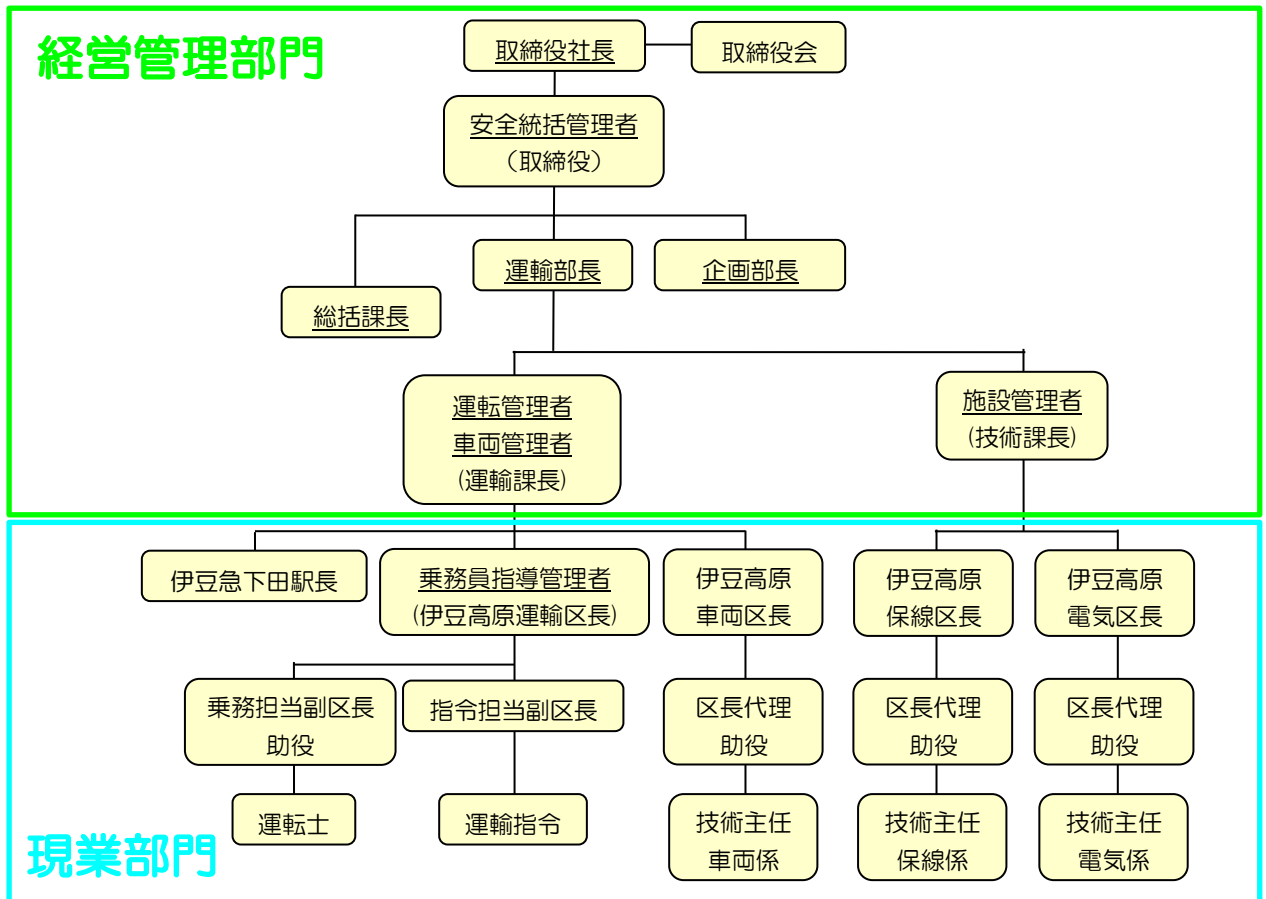 経営管理部門
取締役社長
取締役会
安全統括管理者
（取締役）
運輸部長
企画部長
総括課長
運転管理者
車両管理者
(運輸課長)
施設管理者
(技術課長)
伊豆急下田駅長
乗務員指導管理者
(伊豆高原運輸区長)
伊豆高原
車両区長
伊豆高原
保線区長
伊豆高原
電気区長
乗務担当副区長
助役
指令担当副区長
区長代理
助役
区長代理
助役
区長代理
助役
運転士
運輸指令
技術主任
車両係
技術主任
保線係
技術主任
電気係
現業部門